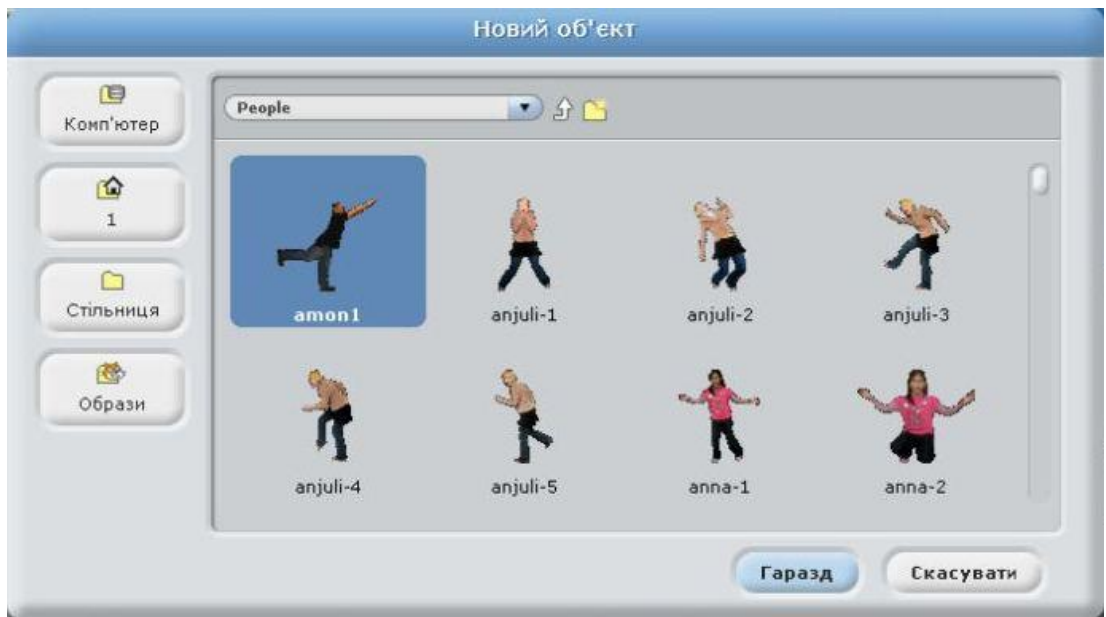 Новий об'єкт
Комп'ютер
1
Стільниця
Образи
People
amon1
anjuli-1
anjuli-2
anjuli-3
anjuli-4
anjuli-5
anna-1
anna-2
Гаразд
Скасувати